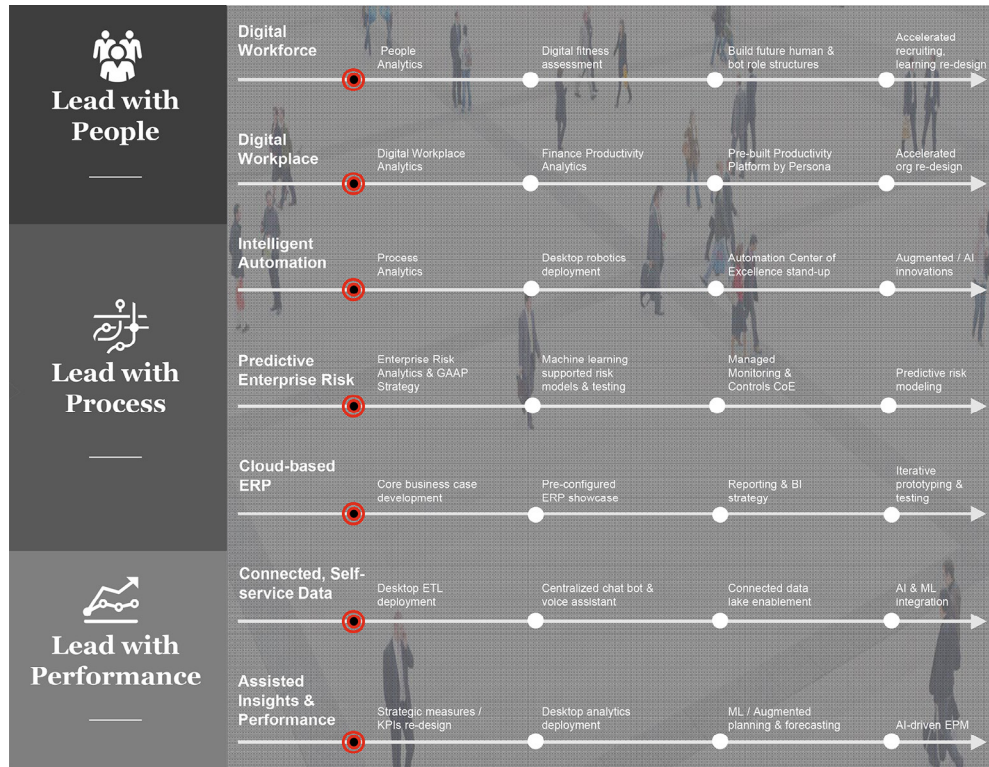 Lead with
People
Digital
Workforce
People
Analytics
Digital fitness
assessment
Build future human &
bot role structures
Accelerated
recruiting,
learning re-design
Digital
Workplace
Digital Workplace
Analytics
Finance Productivity
Analytics
Pre-built Productivity
Platform by Persona
Accelerated
org re-design
Lead with
Process
Intelligent
Automation
Process
Analytics
Desktop robotics
deployment
Automation Center of
Excellence stand-up
Augmented / AI
innovations
Predictive
Enterprise Risk
Enterprise Risk
Analytics & GAAP
Strategy
Machine learning
supported risk
models & testing
Managed
Monitoring &
Controls CoE
Predictive risk
modeling
Cloud-based
ERP
Core business case
development
Pre-configured
ERP showcase
Reporting & BI
strategy
Iterative
prototyping &
testing
Lead with
Performance
Connected, Self-
service Data
Desktop ETL
deployment
Centralized chat bot &
voice assistant
Connected data
lake enablement
AI & ML
integration
Assisted
Insights &
Performance
Strategic measures /
KPIs re-design
Desktop analytics
deployment
ML / Augmented
planning & forecasting
AI-driven EPM